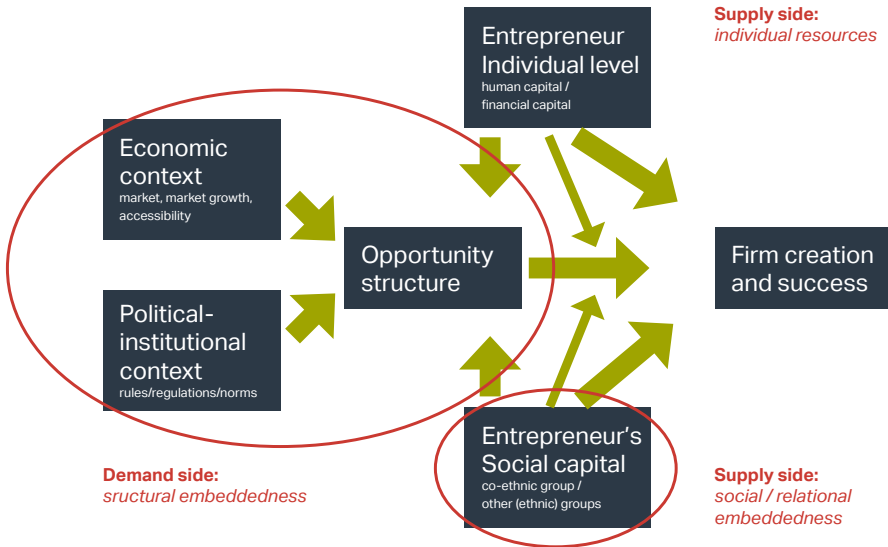 Entrepreneur
Individual level
human capital /
financial capital
Supply side:
individual resources
Economic
context
market, market growth,
accessibility
Opportunity
structure
Firm creation
and success
Political-
institutional
context
rules/regulations/norms
Entrepreneur's
Social capital
co-ethnic group /
other (ethnic) groups
Demand side:
sructural embeddedness
Supply side:
social / relational
embeddedness